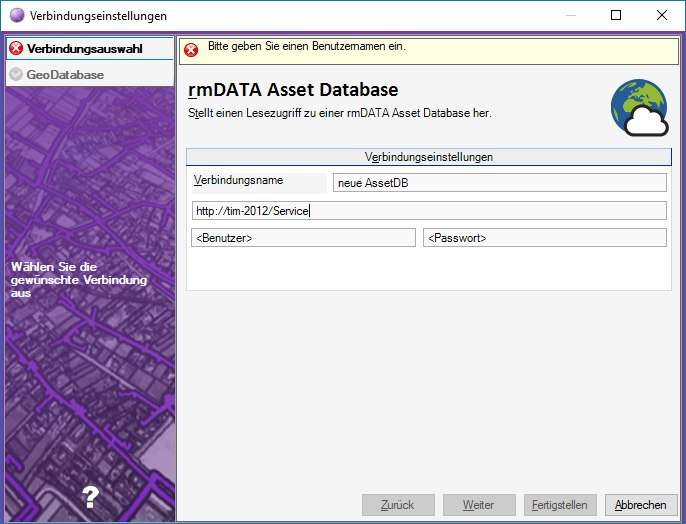 Verbindungseinstellungen
Verbindungsauswahl
GeoDatabase
Wählen Sie die
gewünschte Verbindung
aus
?
Bitte geben Sie einen Benutzernamen ein.
rmDATA Asset Database
Stellt einen Lesezugriff zu einer rmDATA Asset Database her.
Verbindungseinstellungen
Verbindungsname
neue AssetDB
http://tim-2012/Service
<Benutzer>
<Passwort>
Zurück
Weiter
Fertigstellen
Abbrechen